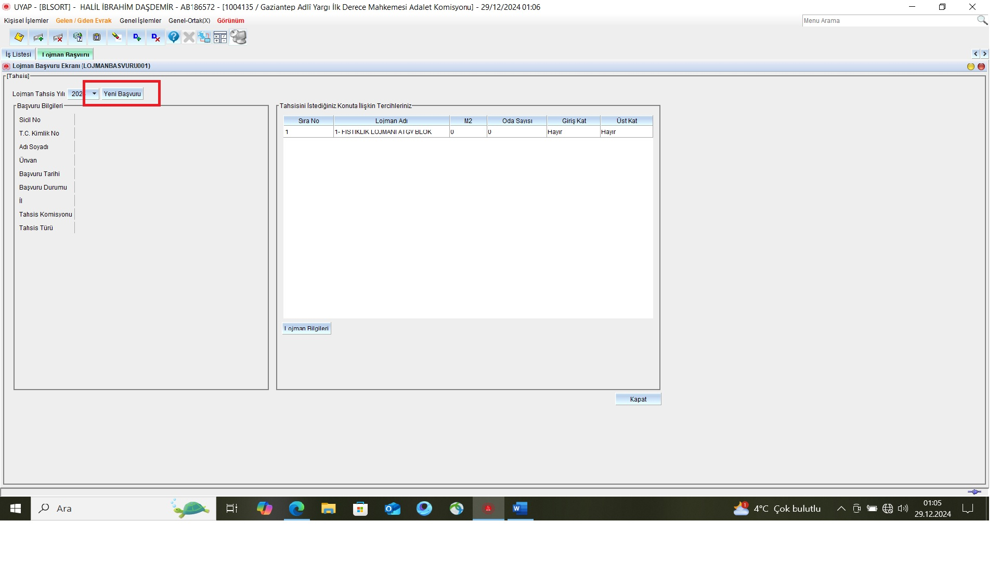 UYAP - [BLSORT] - HALİL İBRAHİM DAŞDEMİR - AB186572 - [1004135 / Gaziantep Adlî Yargı İlk Derece Mahkemesi Adalet Komisyonu] - 29/12/2024 01:06
Kişisel İşlemler Gelen / Giden Evrak Genel İşlemler Genel-Ortak(X) Görünüm
Menu Arama
İş Listesi Lojman Başvuru
Lojman Başvuru Ekranı (LOJMANBASVURU001)
[Tahsis]
Lojman Tahsis Yılı Yeni Başvuru
Başvuru Bilgileri
Sicil No
T.C. Kimlik No
Adı Soyadı
Ünvan
Başvuru Tarihi
Başvuru Durumu
İl
Tahsis Komisyonu
Tahsis Türü
Tahsisini İstediğiniz Konuta İlişkin Tercihleriniz
Sıra No Lojman Adı M2 Oda Sayısı Giriş Kat Üst Kat
1 1- FISTIKLIK LOJMANI ATGV BLOK 0 0 Hayır Hayır
Lojman Bilgileri
Kapat
Ara
4°C Çok bulutlu
01:05
29.12.2024